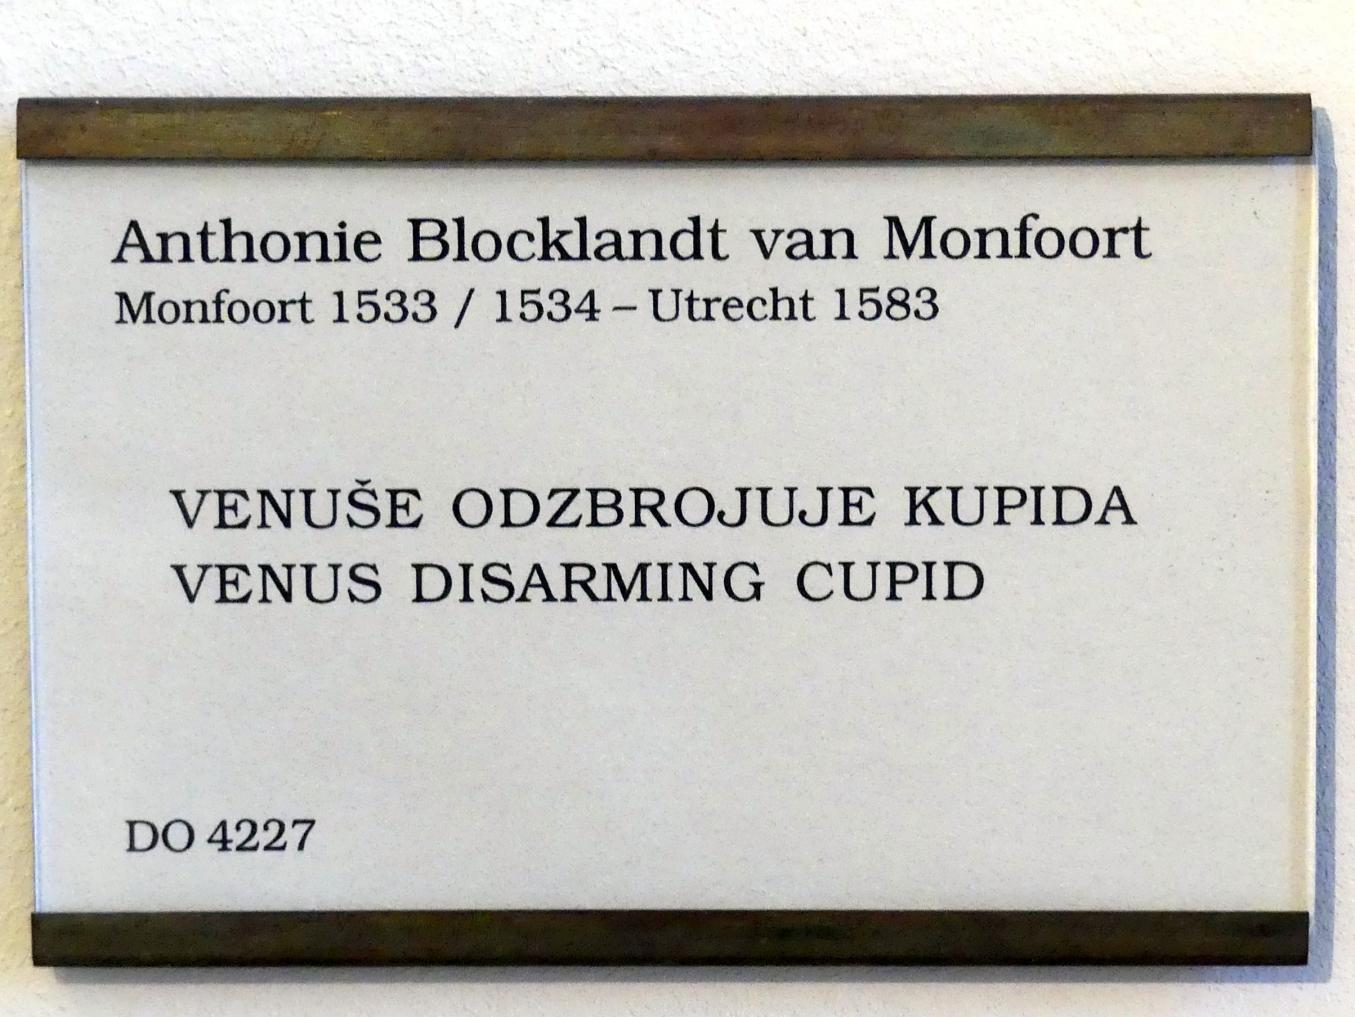 Anthonie Blocklandt van Monfoort
Monfoort 1533 / 1534 – Utrecht 1583
VENUŠE ODZBROJUJE KUPIDA
VENUS DISARMING CUPID
DO 4227